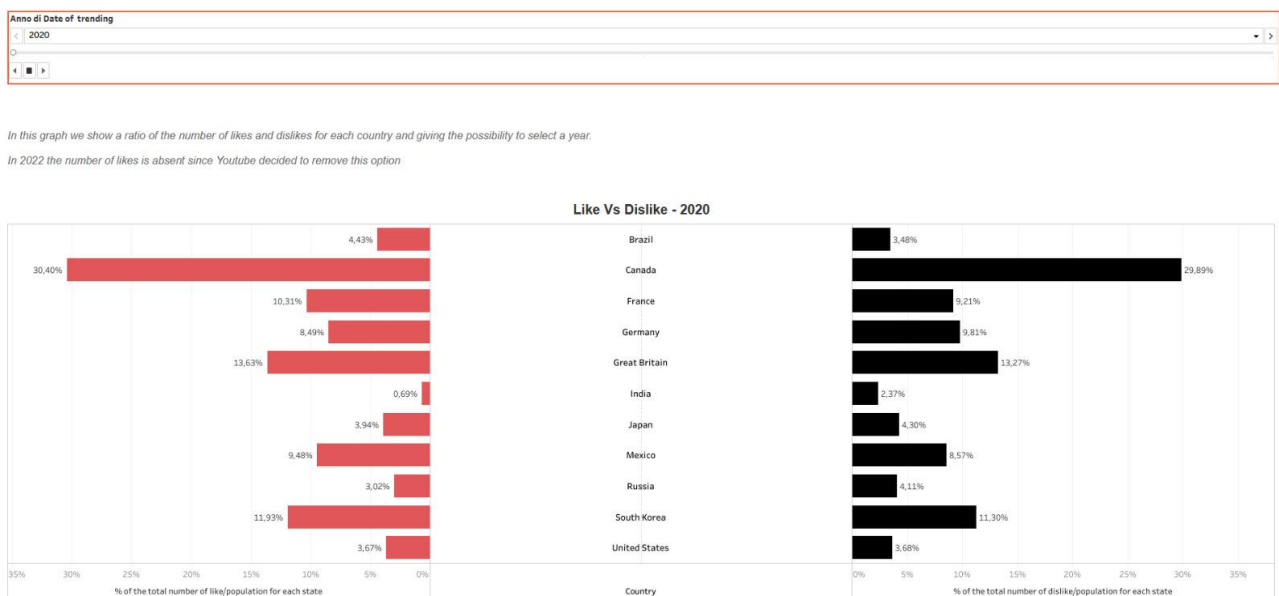 Anno di Date of trending
2020
In this graph we show a ratio of the number of likes and dislikes for each country and giving the possibility to select a year.
In 2022 the number of likes is absent since Youtube decided to remove this option
Like Vs Dislike - 2020
4,43% Brazil 3,48%
30,40% Canada 29,89%
10,31% France 9,21%
8,49% Germany 9,81%
13,63% Great Britain 13,27%
0,69% India 2,37%
3,94% Japan 4,30%
9,48% Mexico 8,57%
3,02% Russia 4,11%
11,93% South Korea 11,30%
3,67% United States 3,68%
35% 30% 25% 20% 15% 10% 5% 0% 0% 5% 10% 15% 20% 25% 30% 35%
% of the total number of like/population for each state Country % of the total number of dislike/population for each state